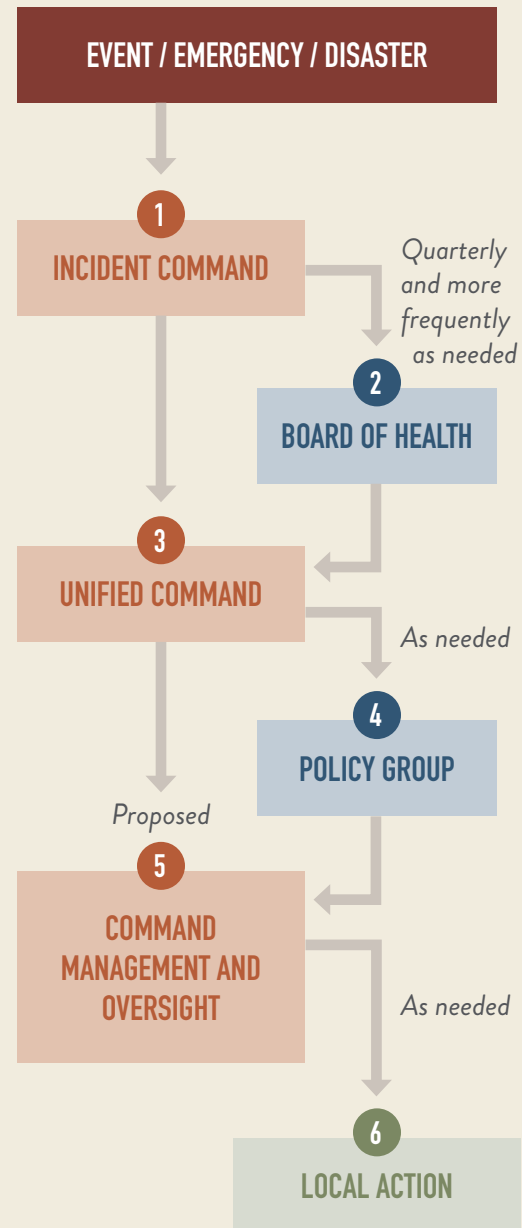 EVENT / EMERGENCY / DISASTER
1
INCIDENT COMMAND
Quarterly
and more
frequently
as needed
2
BOARD OF HEALTH
3
UNIFIED COMMAND
As needed
4
POLICY GROUP
Proposed
5
COMMAND
MANAGEMENT AND
OVERSIGHT
As needed
6
LOCAL ACTION